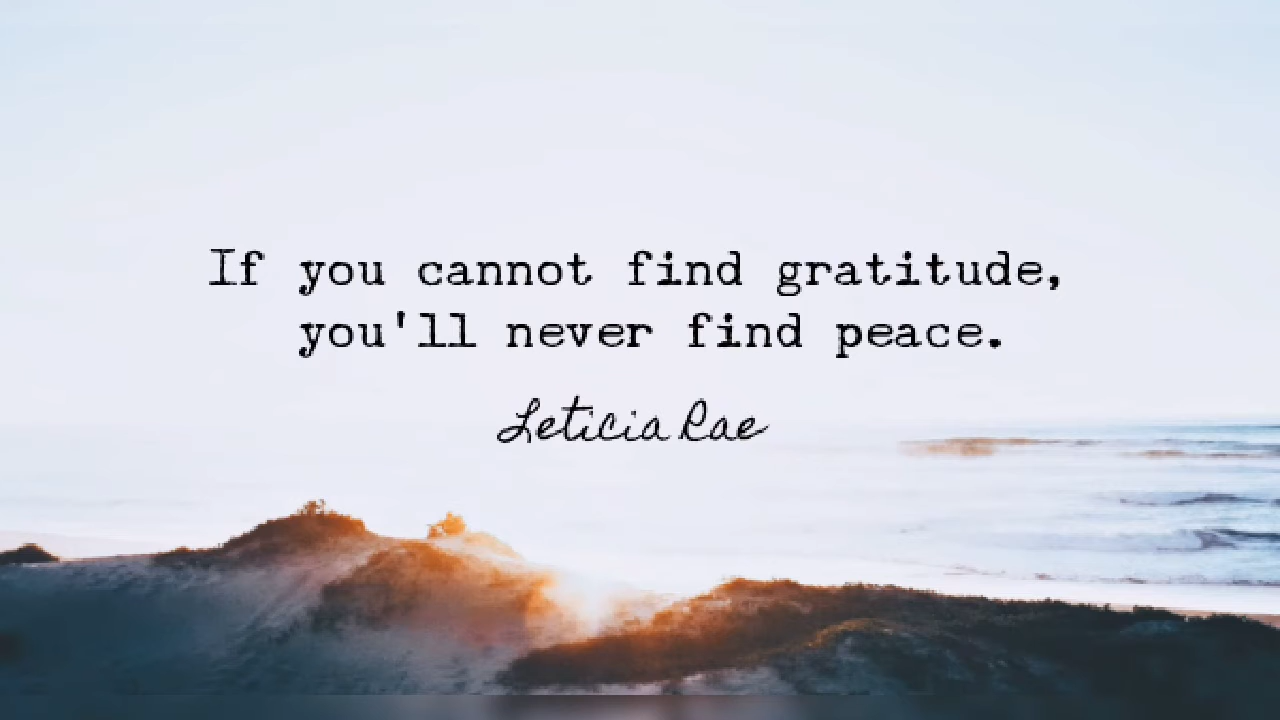 If you cannot find gratitude,
you'll never find peace.
Leticia Rae